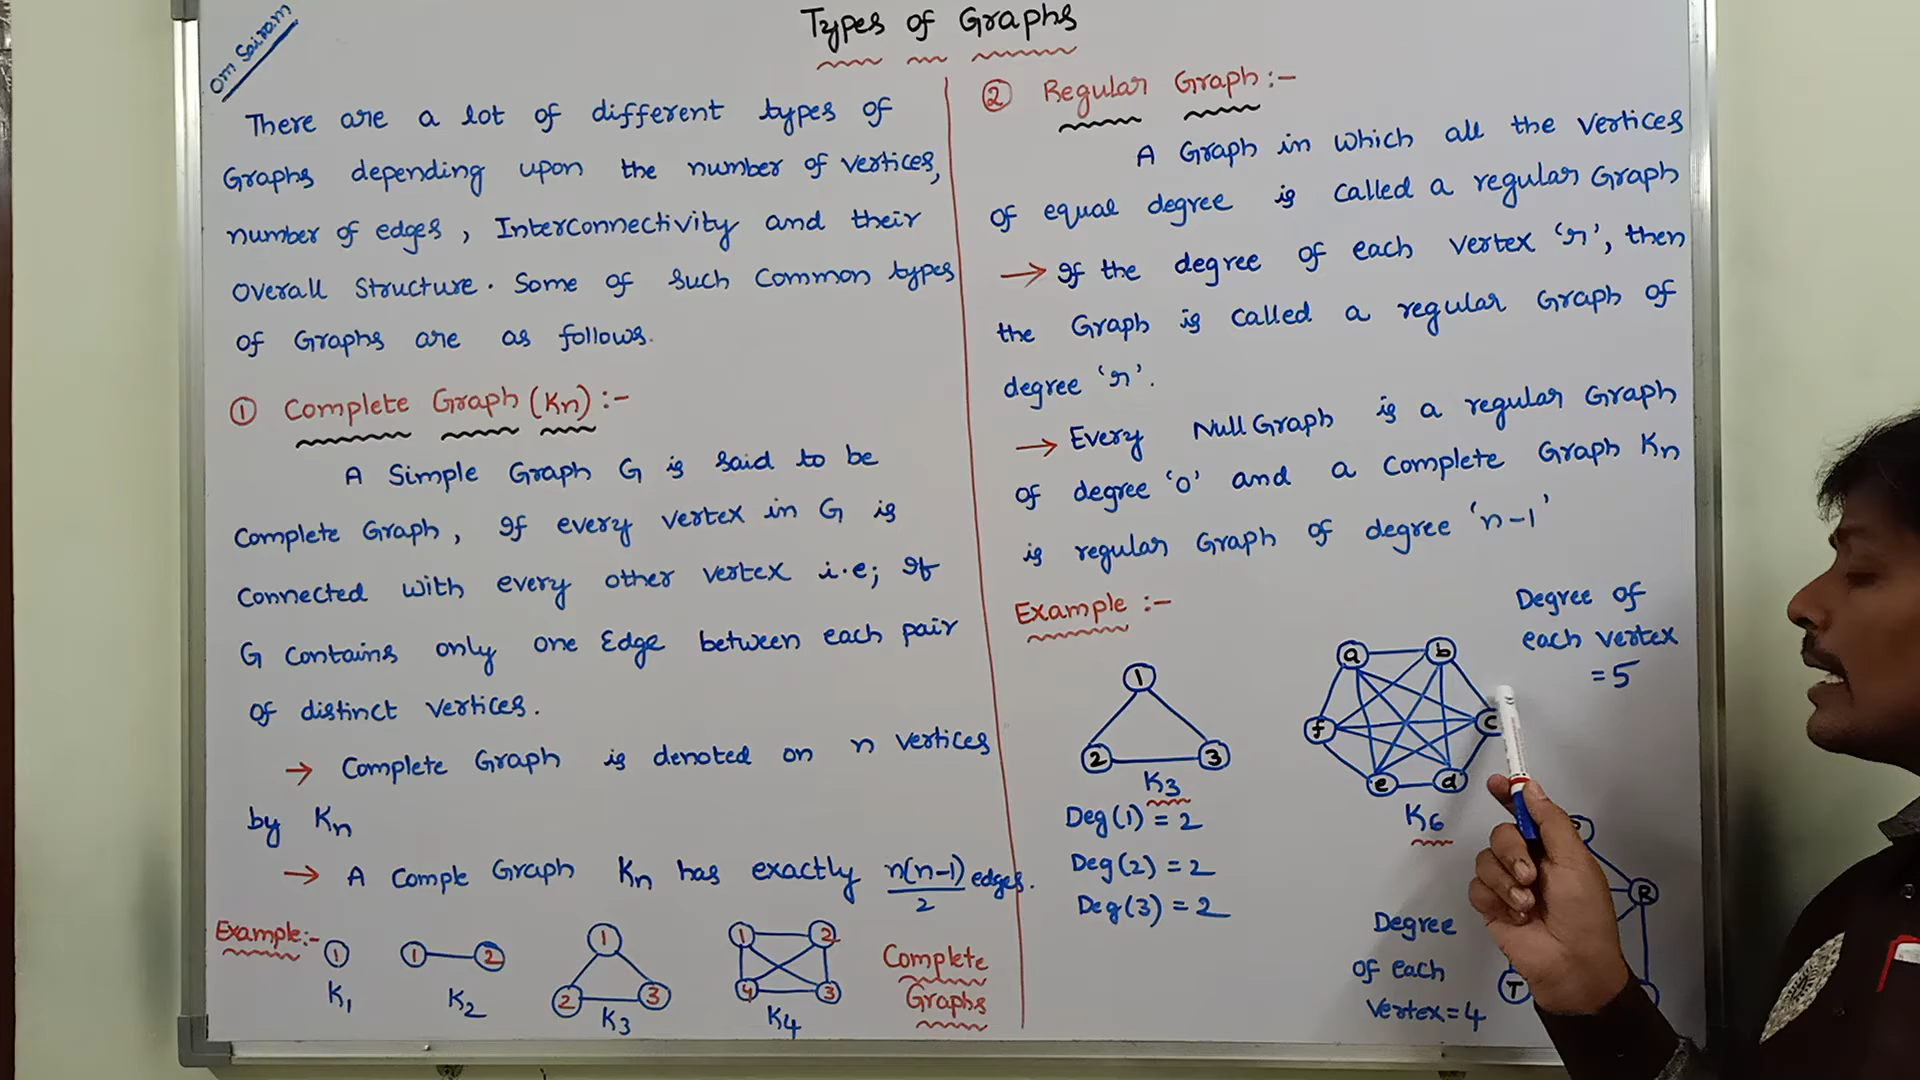 Om Sairam
Types of Graphs
There are a lot of different types of
Graphs depending upon the number of vertices,
number of edges, Interconnectivity and their
overall structure. Some of such common types
of Graphs are as follows.
① Complete Graph (Kn) :-
A Simple Graph G is said to be
Complete Graph, If every vertex in G is
connected with every other vertex i.e; If
G contains only one Edge between each pair
of distinct vertices.
→ Complete Graph is denoted on n vertices
by Kn
→ A Comple Graph Kn has exactly n(n-1)/2 edges.
Example:-
1
K1
1 2
K2
1
2 3
K3
1 2
4 3
K4
Complete
Graphs
② Regular Graph :-
A Graph in which all the vertices
of equal degree is called a regular Graph
→ If the degree of each vertex 'r', then
the Graph is called a regular Graph of
degree 'r'.
→ Every Null Graph is a regular Graph
of degree '0' and a complete Graph Kn
is regular Graph of degree 'n-1'
Example :-
1
2 3
K3
Deg(1) = 2
Deg(2) = 2
Deg(3) = 2
a b
f c
e d
K6
Degree of
each vertex
= 5
R
T
Degree
of each
vertex = 4